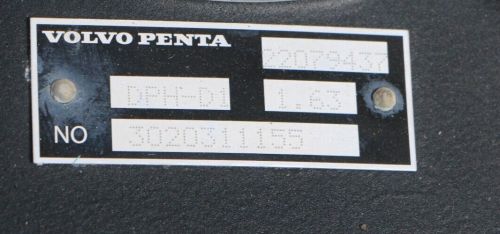 VOLVO PENTA 22079437
DPH-D1 1.63
NO 3020311155